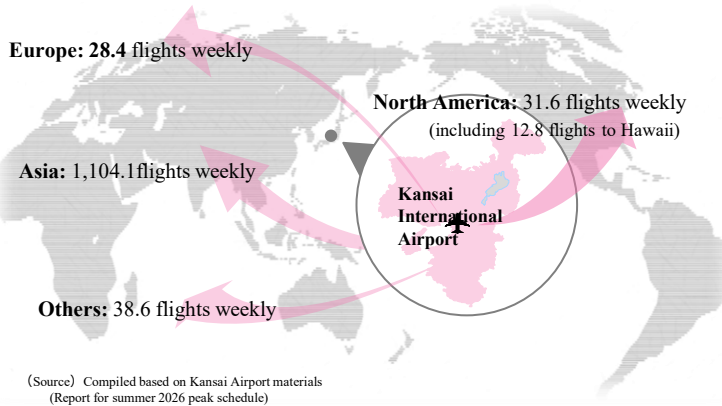 Europe: 28.4 flights weekly
North America: 31.6 flights weekly
(including 12.8 flights to Hawaii)
Asia: 1,104.1flights weekly
Kansai
International
Airport
Others: 38.6 flights weekly
（Source）Compiled based on Kansai Airport materials
(Report for summer 2026 peak schedule)